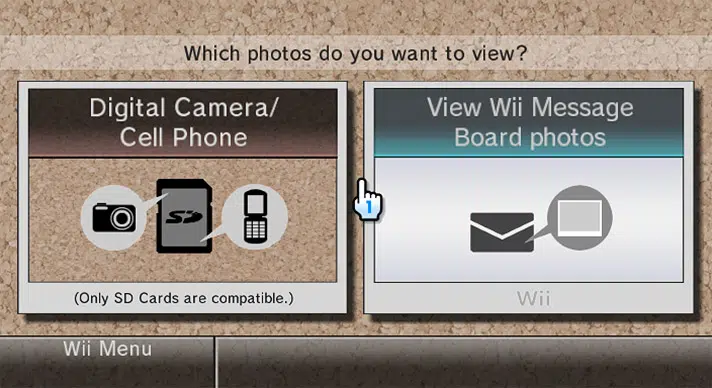 Which photos do you want to view?
Digital Camera/
Cell Phone
SD
(Only SD Cards are compatible.)
View Wii Message
Board photos
1
Wii
Wii Menu